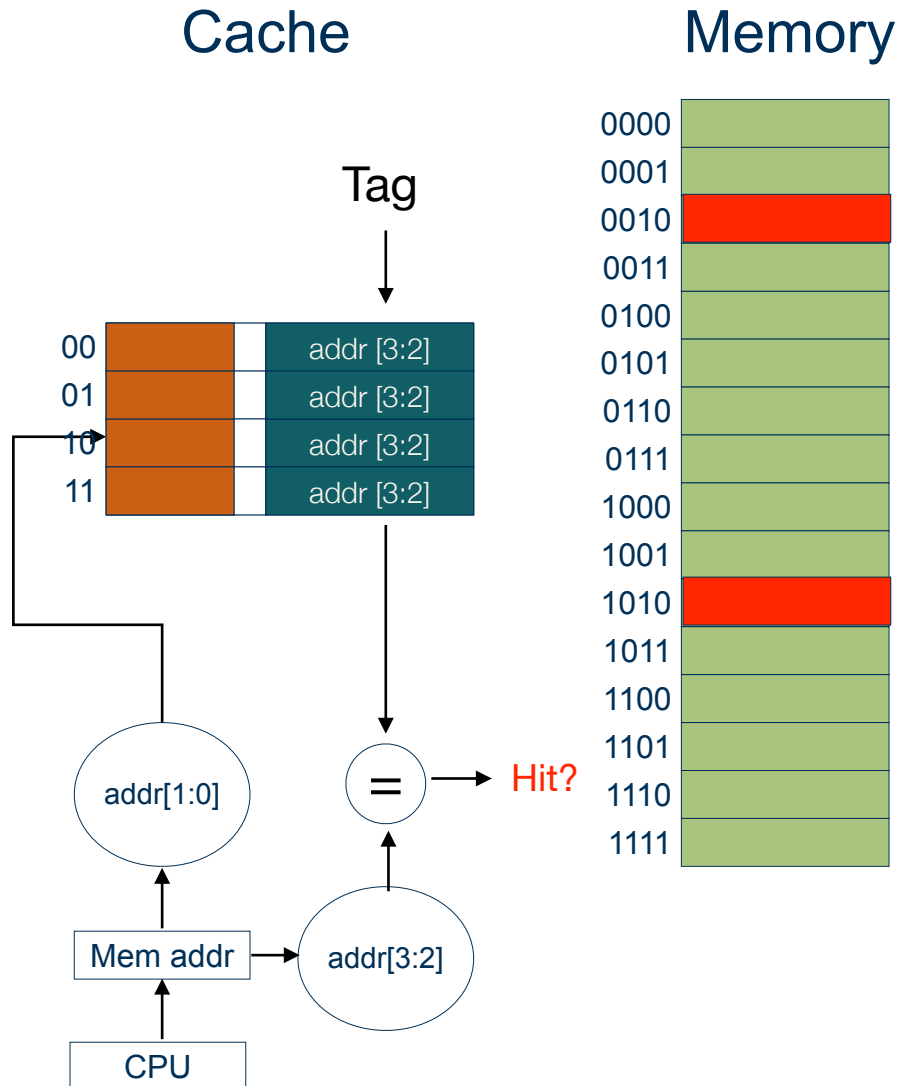 Cache
Memory
Tag
00
01
10
11
addr [3:2]
addr [3:2]
addr [3:2]
addr [3:2]
0000
0001
0010
0011
0100
0101
0110
0111
1000
1001
1010
1011
1100
1101
1110
1111
addr[1:0]
=
Hit?
Mem addr
addr[3:2]
CPU